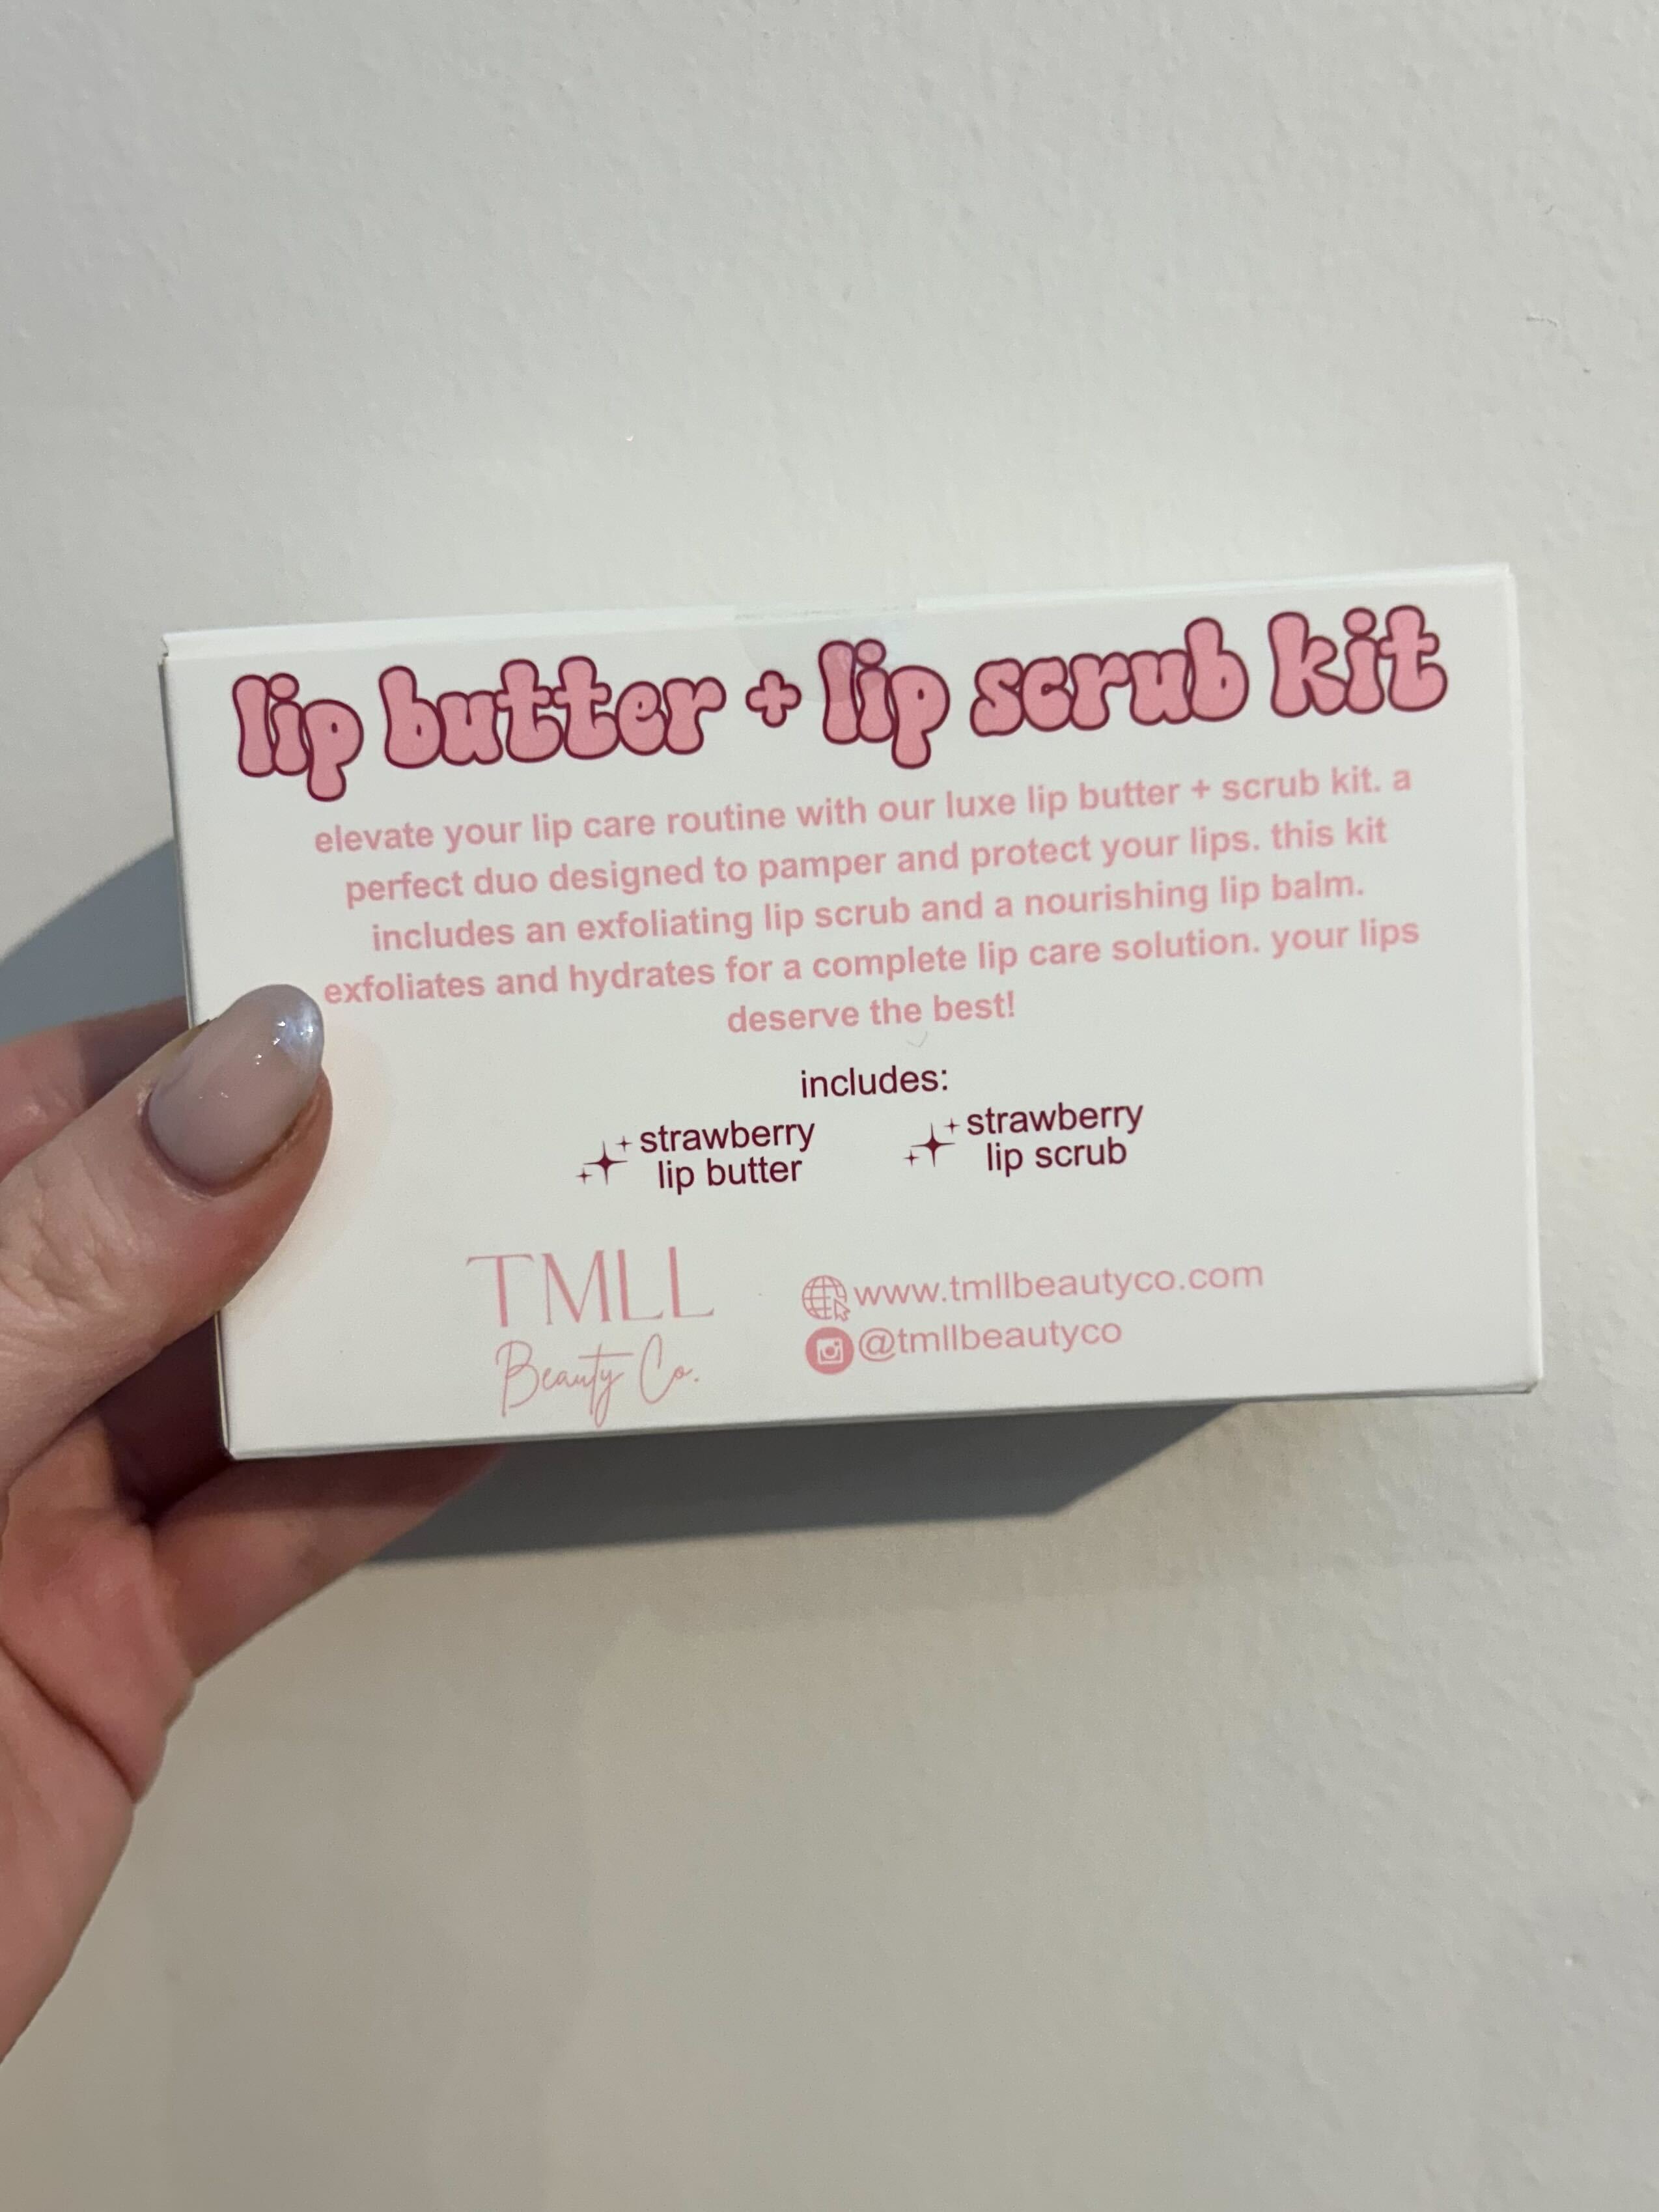 lip butter + lip scrub kit
elevate your lip care routine with our luxe lip butter + scrub kit. a
perfect duo designed to pamper and protect your lips. this kit
includes an exfoliating lip scrub and a nourishing lip balm.
exfoliates and hydrates for a complete lip care solution. your lips
deserve the best!
includes:
strawberry
lip butter
strawberry
lip scrub
TMLL
Beauty Co.
www.tmllbeautyco.com
@tmllbeautyco